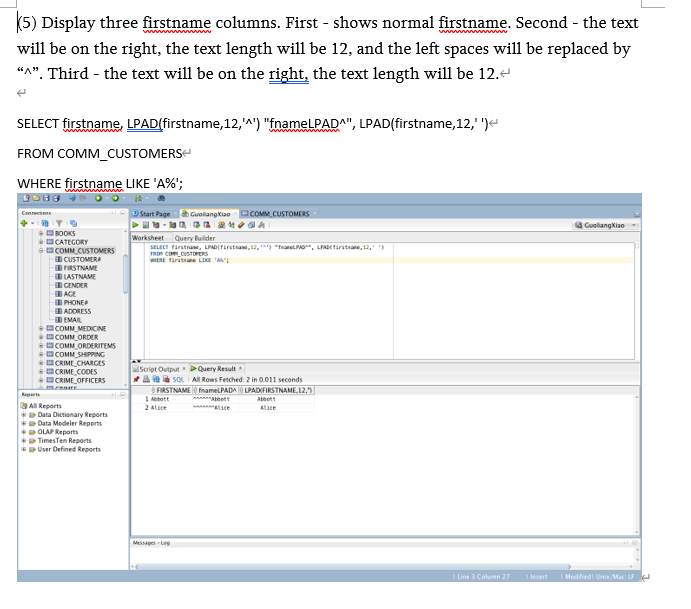 (5) Display three firstname columns. First - shows normal firstname. Second - the text
will be on the right, the text length will be 12, and the left spaces will be replaced by
“^”. Third - the text will be on the right, the text length will be 12.
SELECT firstname, LPAD(firstname,12,'^') "fnameLPAD^", LPAD(firstname,12,' ')
FROM COMM_CUSTOMERS
WHERE firstname LIKE 'A%';
Connections
BOOKS
CATEGORY
COMM_CUSTOMERS
CUSTOMER#
FIRSTNAME
LASTNAME
GENDER
AGE
PHONE#
ADDRESS
EMAIL
COMM_MEDICINE
COMM_ORDER
COMM_ORDERITEMS
COMM_SHIPPING
CRIME_CHARGES
CRIME_CODES
CRIME_OFFICERS
Reports
All Reports
Data Dictionary Reports
Data Modeler Reports
OLAP Reports
TimesTen Reports
User Defined Reports
Start Page GuoliangXiao COMM_CUSTOMERS
GuoliangXiao
Worksheet Query Builder
SELECT firstname, LPAD(firstname,12,'^') "fnameLPAD^", LPAD(firstname,12,' ')
FROM COMM_CUSTOMERS
WHERE firstname LIKE 'A%';
Script Output Query Result
SQL All Rows Fetched: 2 in 0.011 seconds
FIRSTNAME fnameLPAD^ LPAD(FIRSTNAME,12,'')
1 Abbott ^^^^^^Abbott Abbott
2 Alice ^^^^^^^Alice Alice
Messages - Log
Line 3 Column 27 Insert Modified Unix/Mac: LF